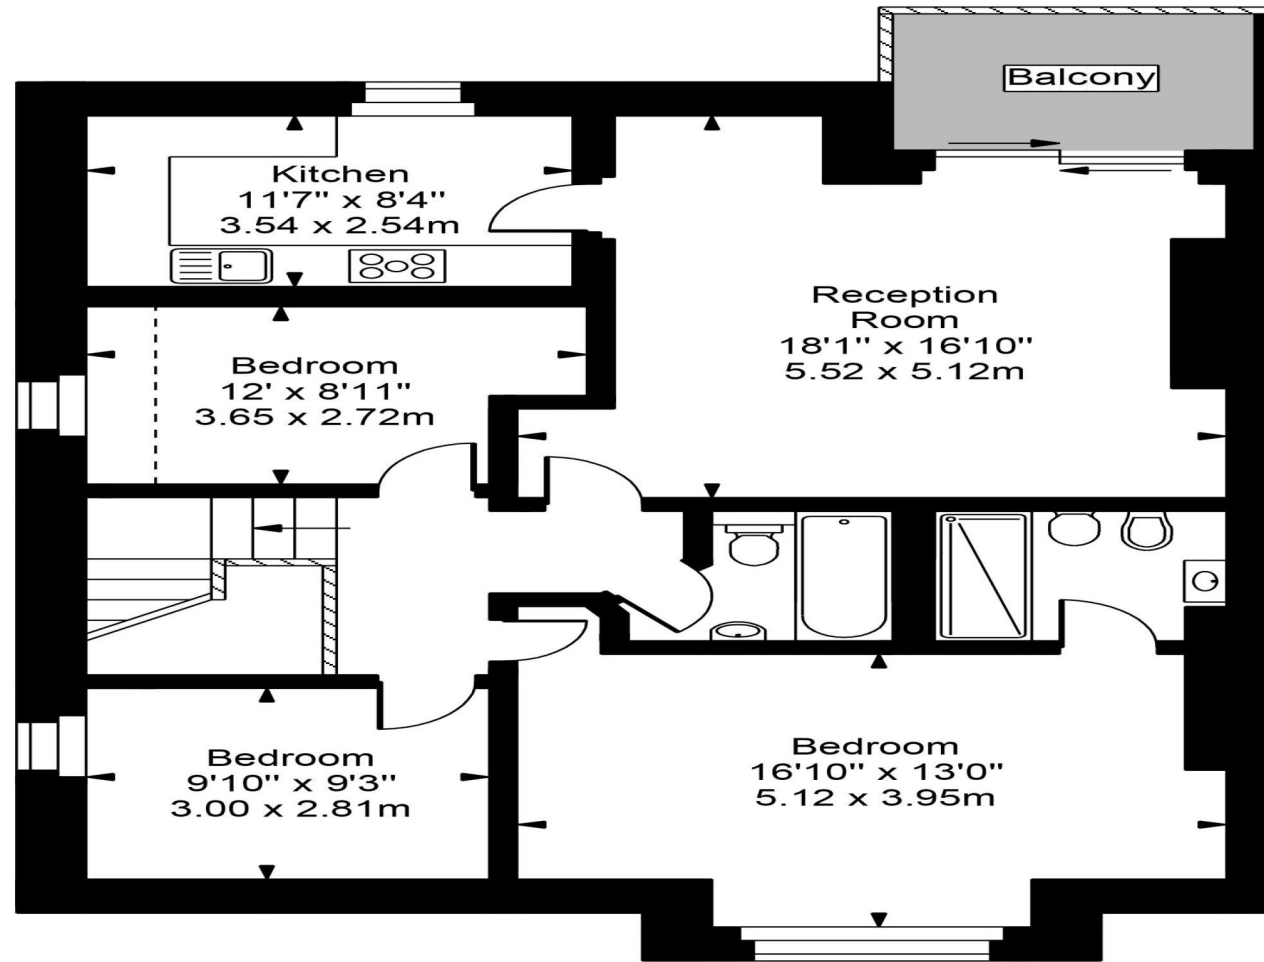 Balcony
Kitchen
11'7" x 8'4"
3.54 x 2.54m
Reception
Room
18'1" x 16'10"
5.52 x 5.12m
Bedroom
12' x 8'11"
3.65 x 2.72m
Bedroom
9'10" x 9'3"
3.00 x 2.81m
Bedroom
16'10" x 13'0"
5.12 x 3.95m